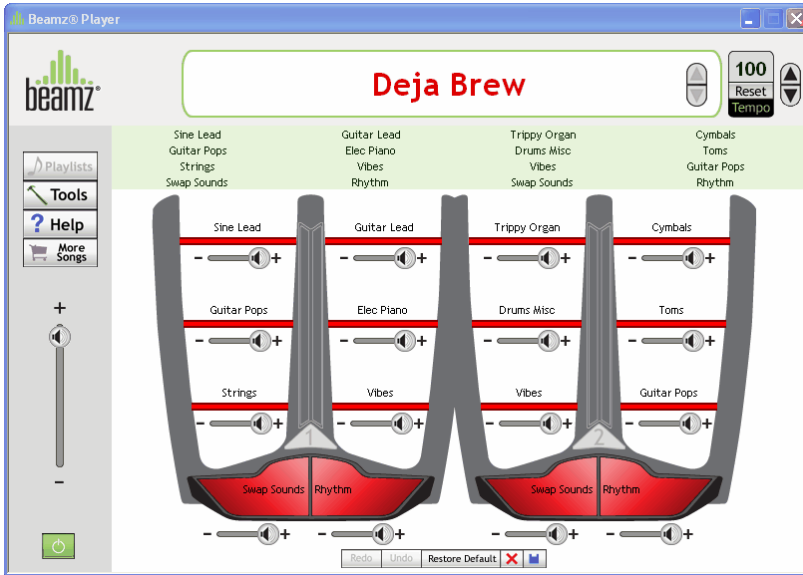 Beamz® Player
beamz®
Deja Brew
100
Reset
Tempo
Sine Lead Guitar Lead Trippy Organ Cymbals
Guitar Pops Elec Piano Drums Misc Toms
Strings Vibes Vibes Guitar Pops
Swap Sounds Rhythm Swap Sounds Rhythm
Playlists
Tools
? Help
More
Songs
+
-
Sine Lead Guitar Lead Trippy Organ Cymbals
- + - + - + - +
Guitar Pops Elec Piano Drums Misc Toms
- + - + - + - +
Strings Vibes Vibes Guitar Pops
- + - + - + - +
1 2
Swap Sounds Rhythm Swap Sounds Rhythm
- + - + - + - +
Redo Undo Restore Default